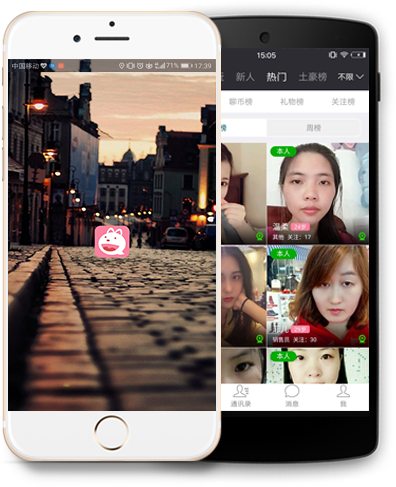 中国移动
4G 71% 17:39
15:05
新人 热门 土豪榜 不限
聊币榜 礼物榜 关注榜
榜 周榜
本人
温柔 24岁
其他 关注：17
本人
销售员 关注：30
本人
通讯录 消息 我